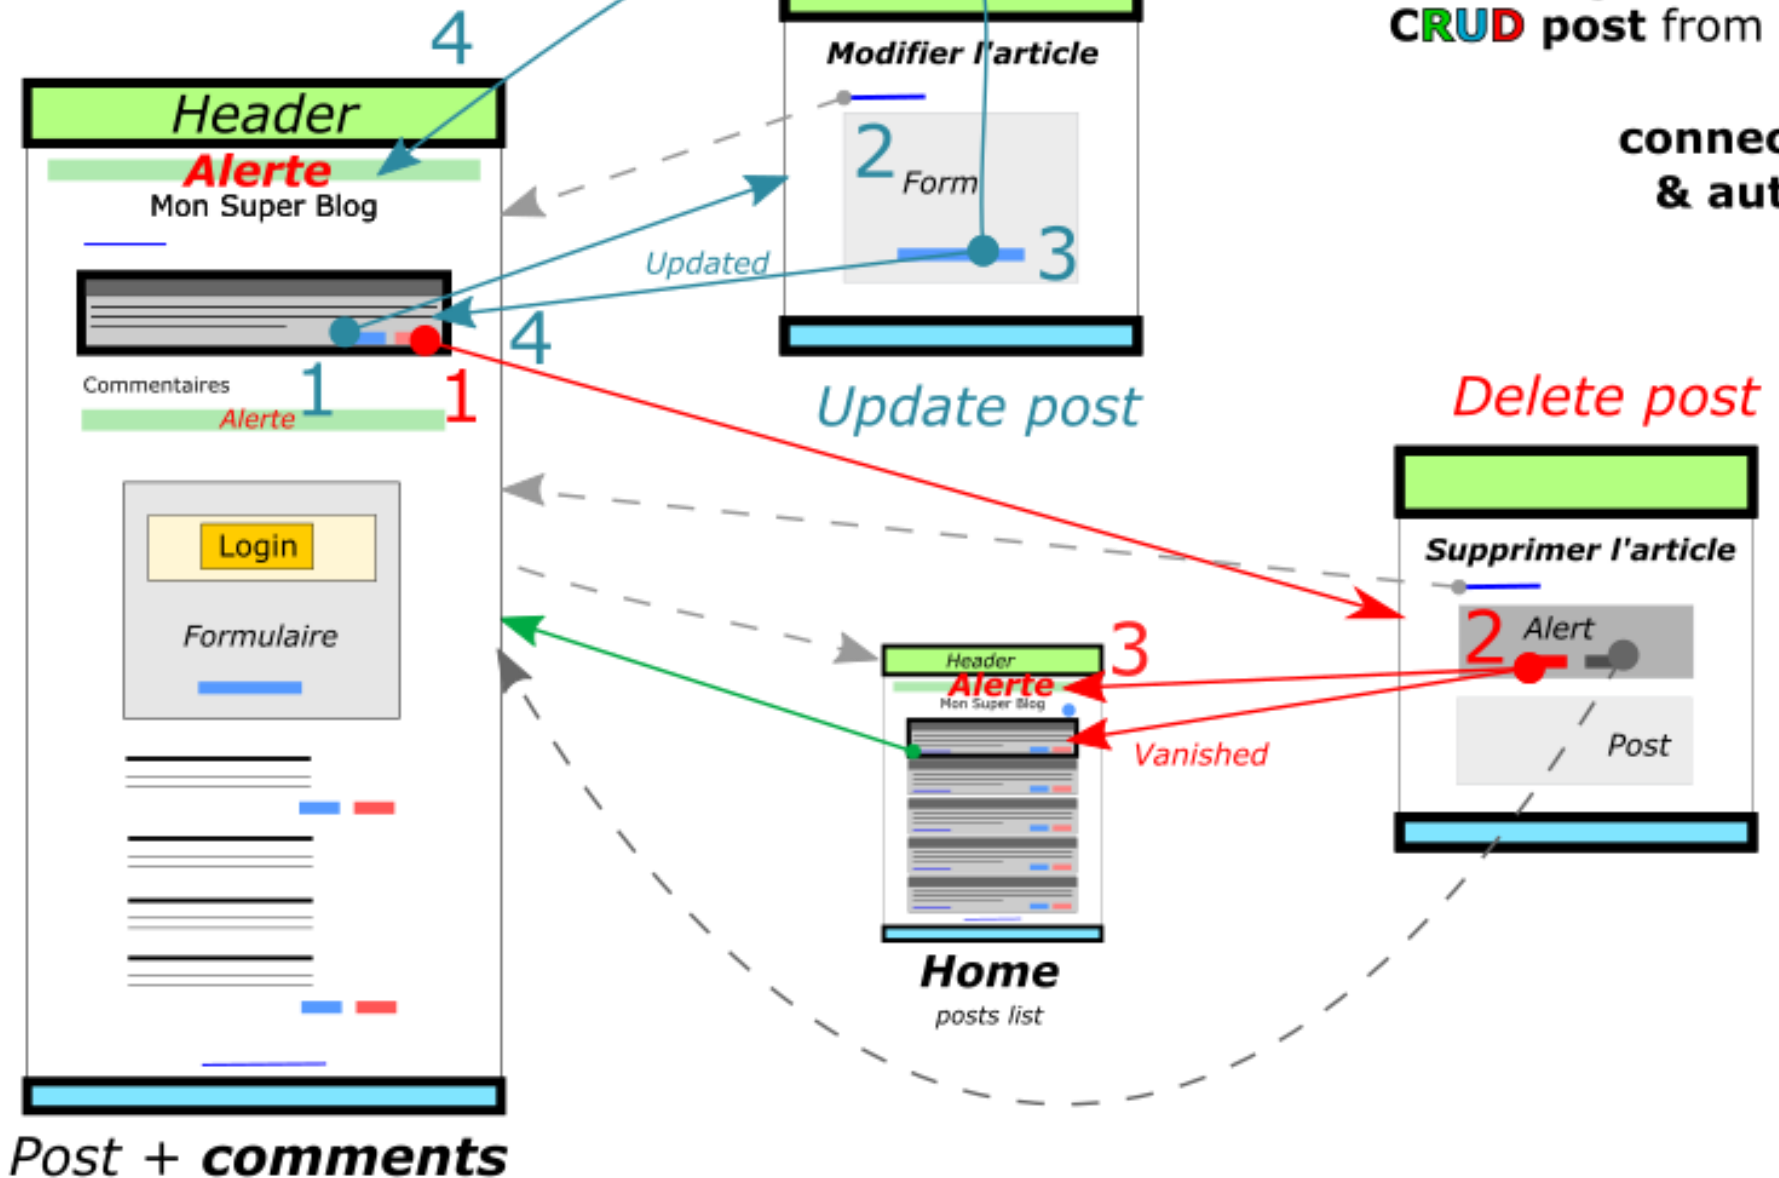 CRUD post from
connec
& aut
4
Header
Alerte
Mon Super Blog
Commentaires
1
1
Alerte
4
Login
Formulaire
Post + comments
Modifier l'article
2
Form
3
Updated
Update post
Delete post
Supprimer l'article
2
Alert
Post
3
Header
Alerte
Mon Super Blog
Vanished
Home
posts list